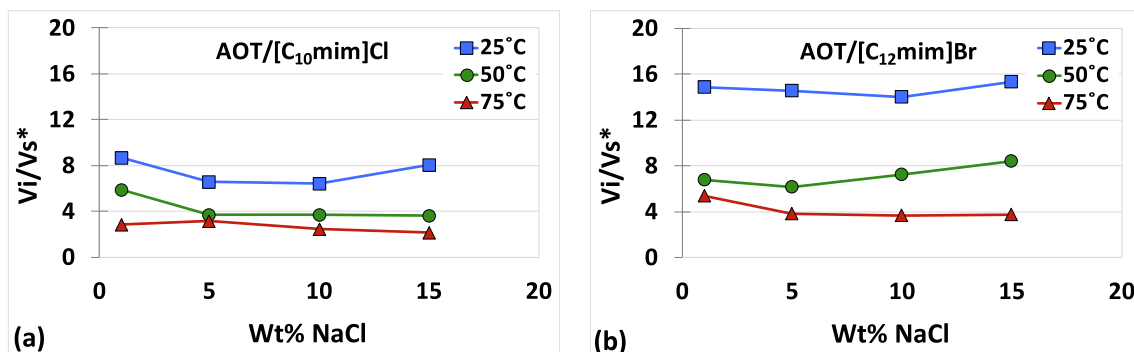 AOT/[C₁₀mim]Cl
25˚C
50˚C
75˚C
20
16
12
8
4
0
Vi/Vs*
0 5 10 15 20
Wt% NaCl
(a)
AOT/[C₁₂mim]Br
25˚C
50˚C
75˚C
20
16
12
8
4
0
Vi/Vs*
0 5 10 15 20
Wt% NaCl
(b)